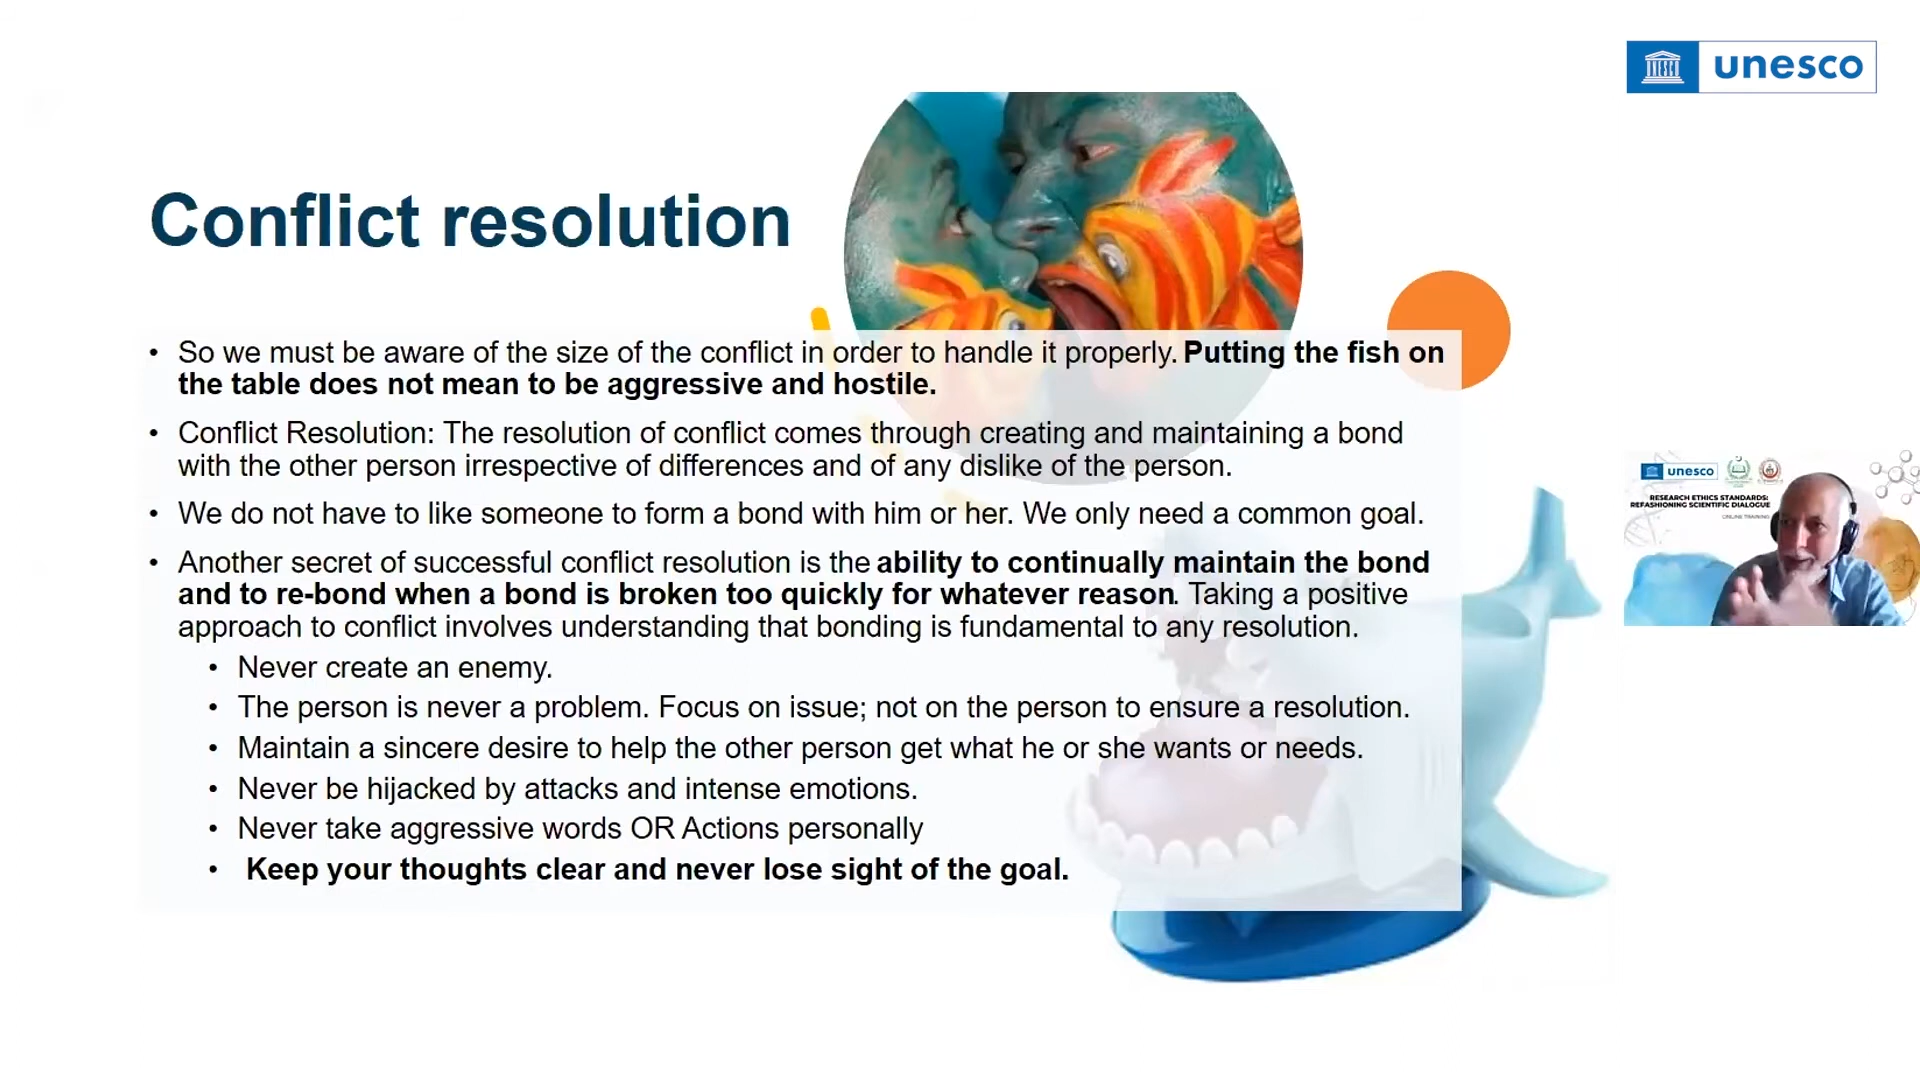 unesco
Conflict resolution
• So we must be aware of the size of the conflict in order to handle it properly. Putting the fish on
the table does not mean to be aggressive and hostile.
• Conflict Resolution: The resolution of conflict comes through creating and maintaining a bond
with the other person irrespective of differences and of any dislike of the person.
• We do not have to like someone to form a bond with him or her. We only need a common goal.
• Another secret of successful conflict resolution is the ability to continually maintain the bond
and to re-bond when a bond is broken too quickly for whatever reason. Taking a positive
approach to conflict involves understanding that bonding is fundamental to any resolution.
• Never create an enemy.
• The person is never a problem. Focus on issue; not on the person to ensure a resolution.
• Maintain a sincere desire to help the other person get what he or she wants or needs.
• Never be hijacked by attacks and intense emotions.
• Never take aggressive words OR Actions personally
• Keep your thoughts clear and never lose sight of the goal.
unesco
RESEARCH ETHICS STANDARDS:
REFASHIONING SCIENTIFIC DIALOGUE
ONLINE TRAINING